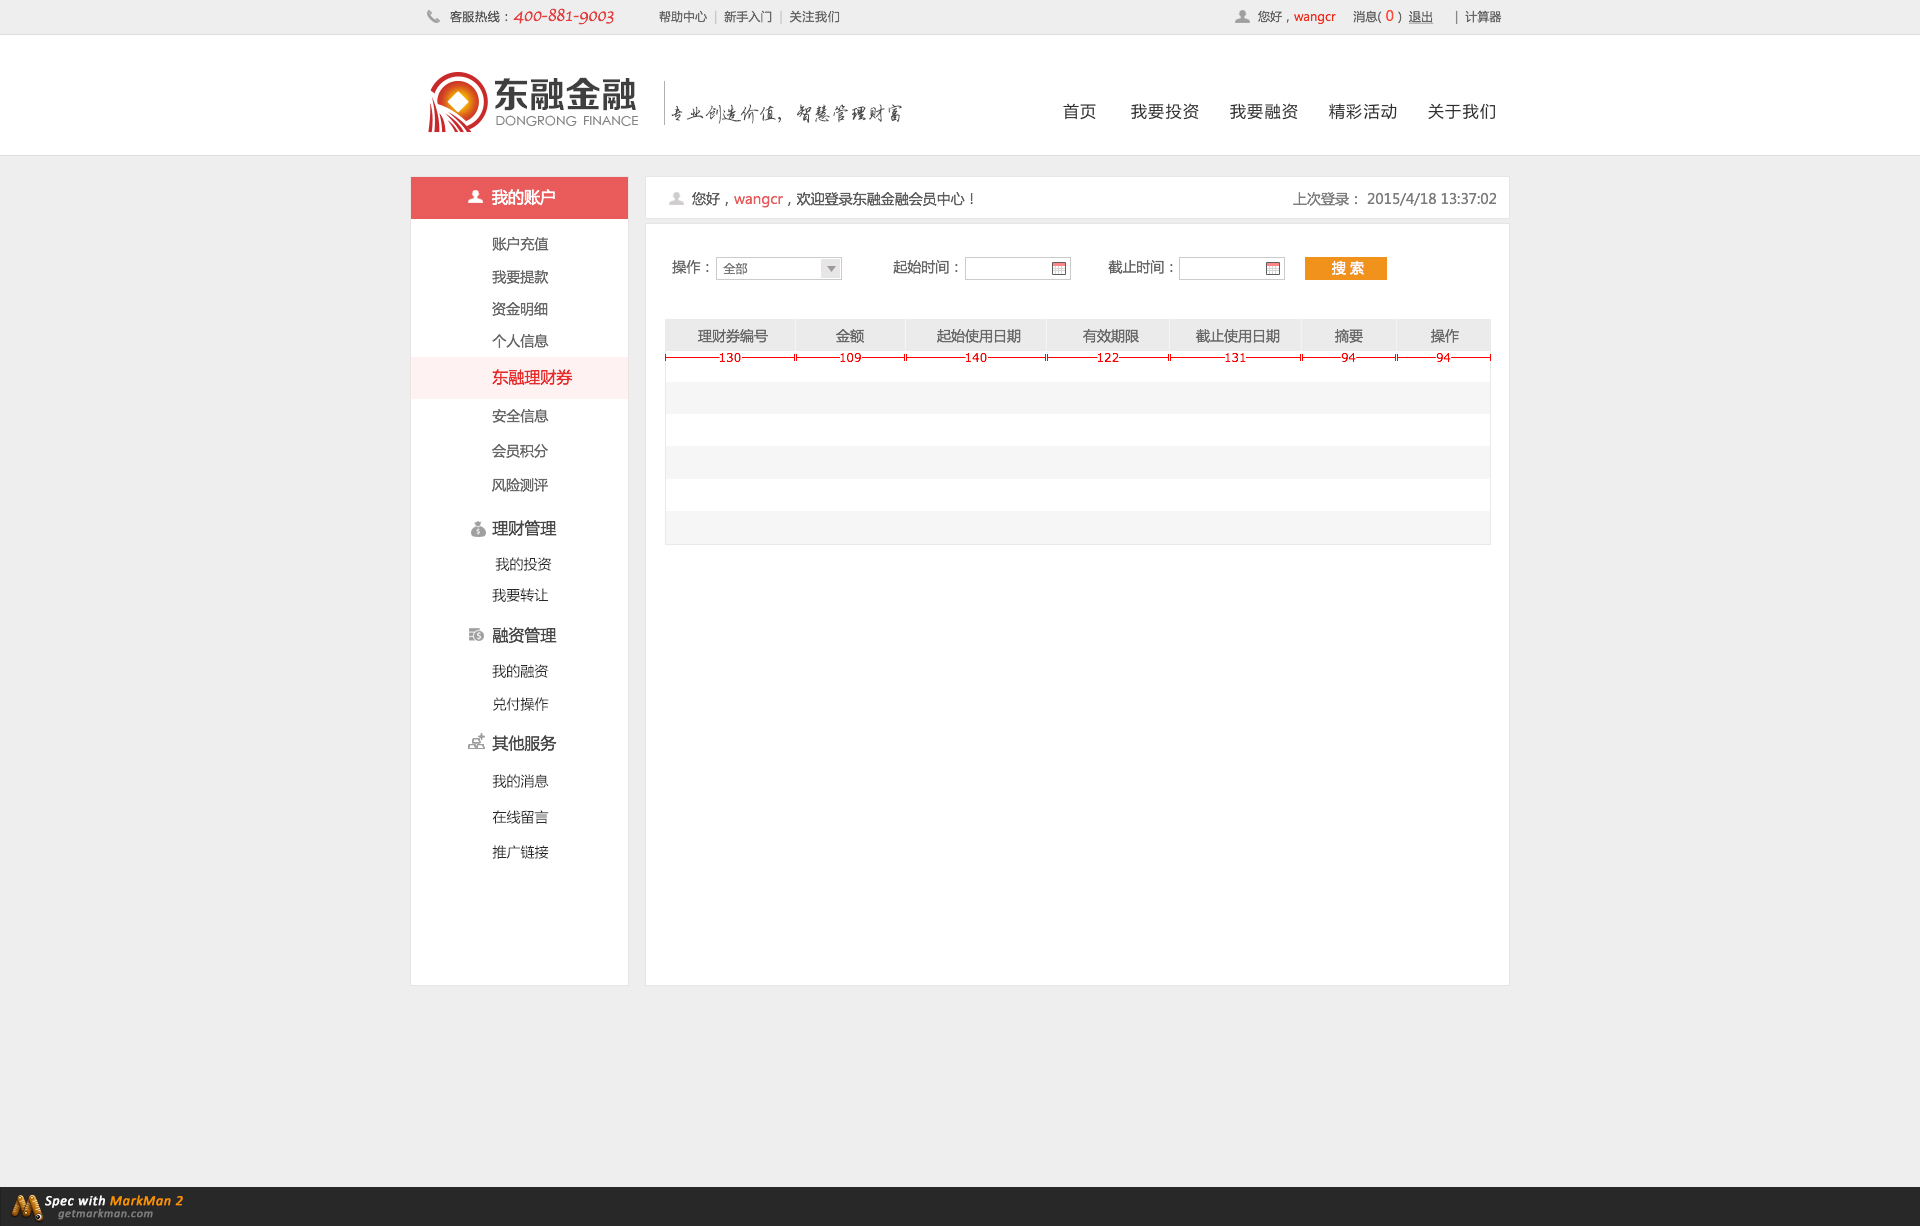 客服热线：400-881-9003 帮助中心 | 新手入门 | 关注我们 您好，wangcr 消息( 0 ) 退出 | 计算器
东融金融
DONGRONG FINANCE
专业创造价值，智慧管理财富
首页 我要投资 我要融资 精彩活动 关于我们
我的账户
账户充值
我要提款
资金明细
个人信息
东融理财券
安全信息
会员积分
风险测评
理财管理
我的投资
我要转让
融资管理
我的融资
兑付操作
其他服务
我的消息
在线留言
推广链接
您好，wangcr，欢迎登录东融金融会员中心！ 上次登录： 2015/4/18 13:37:02
操作： 全部 起始时间： 截止时间： 搜 索
理财券编号 金额 起始使用日期 有效期限 截止使用日期 摘要 操作
130 109 140 122 131 94 94
Spec with MarkMan 2
getmarkman.com